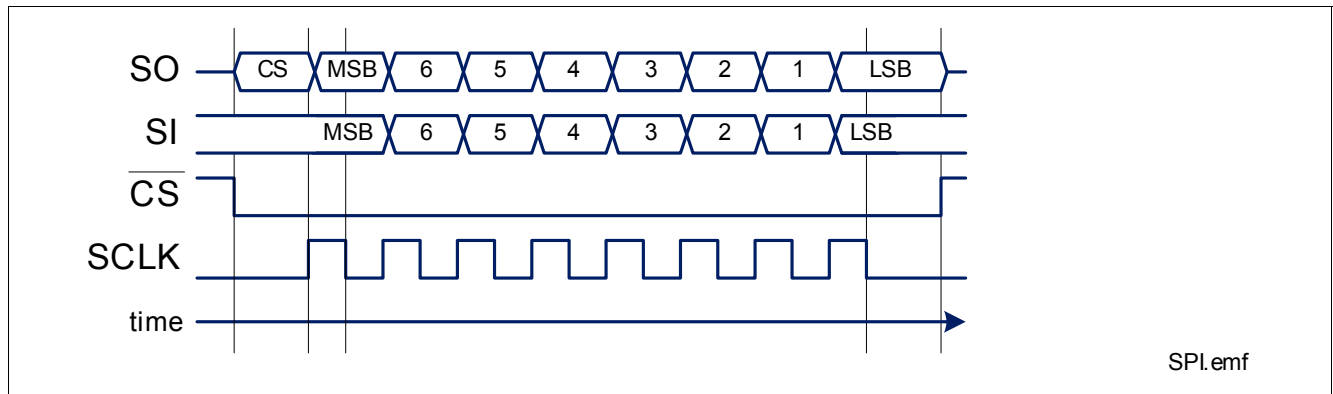 SO CS MSB 6 5 4 3 2 1 LSB
SI MSB 6 5 4 3 2 1 LSB
CS
SCLK
time
SPI.emf